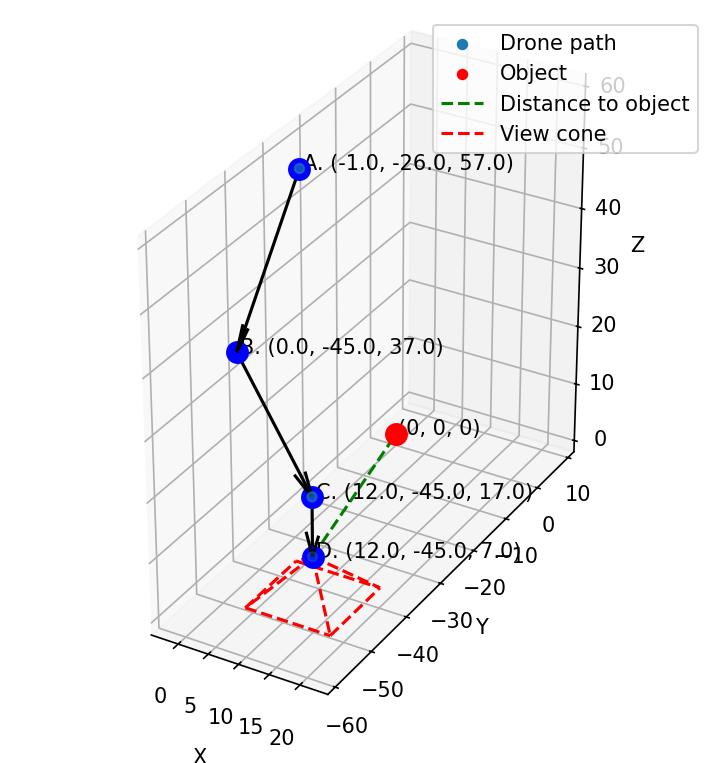 Drone path
Object
Distance to object
View cone
A. (-1.0, -26.0, 57.0)
B. (0.0, -45.0, 37.0)
(0, 0, 0)
C. (12.0, -45.0, 17.0)
D. (12.0, -45.0, 7.0)
60
50
40
30
20
10
0
Z
10
0
−10
−20
−30
−40
−50
−60
Y
0
5
10
15
20
X